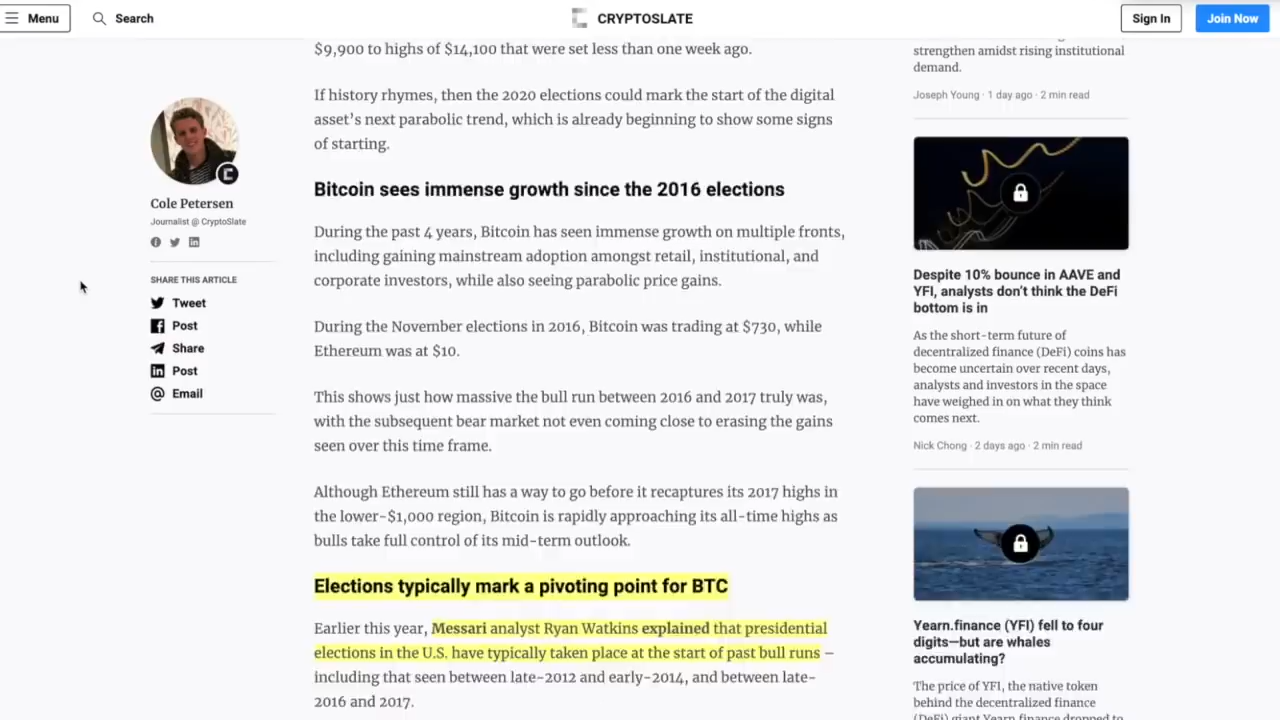 Menu
Search
CRYPTOSLATE
Sign In
Join Now
$9,900 to highs of $14,100 that were set less than one week ago.
If history rhymes, then the 2020 elections could mark the start of the digital
asset's next parabolic trend, which is already beginning to show some signs
of starting.
Cole Petersen
Journalist @ CryptoSlate
SHARE THIS ARTICLE
Tweet
Post
Share
Post
Email
Bitcoin sees immense growth since the 2016 elections
During the past 4 years, Bitcoin has seen immense growth on multiple fronts,
including gaining mainstream adoption amongst retail, institutional, and
corporate investors, while also seeing parabolic price gains.
During the November elections in 2016, Bitcoin was trading at $730, while
Ethereum was at $10.
This shows just how massive the bull run between 2016 and 2017 truly was,
with the subsequent bear market not even coming close to erasing the gains
seen over this time frame.
Although Ethereum still has a way to go before it recaptures its 2017 highs in
the lower-$1,000 region, Bitcoin is rapidly approaching its all-time highs as
bulls take full control of its mid-term outlook.
Elections typically mark a pivoting point for BTC
Earlier this year, Messari analyst Ryan Watkins explained that presidential
elections in the U.S. have typically taken place at the start of past bull runs –
including that seen between late-2012 and early-2014, and between late-
2016 and 2017.
strengthen amidst rising institutional
demand.
Joseph Young · 1 day ago · 2 min read
Despite 10% bounce in AAVE and
YFI, analysts don't think the DeFi
bottom is in
As the short-term future of
decentralized finance (DeFi) coins has
become uncertain over recent days,
analysts and investors in the space
have weighed in on what they think
comes next.
Nick Chong · 2 days ago · 2 min read
Yearn.finance (YFI) fell to four
digits—but are whales
accumulating?
The price of YFI, the native token
behind the decentralized finance
(DeFi) giant Yearn.finance dropped to